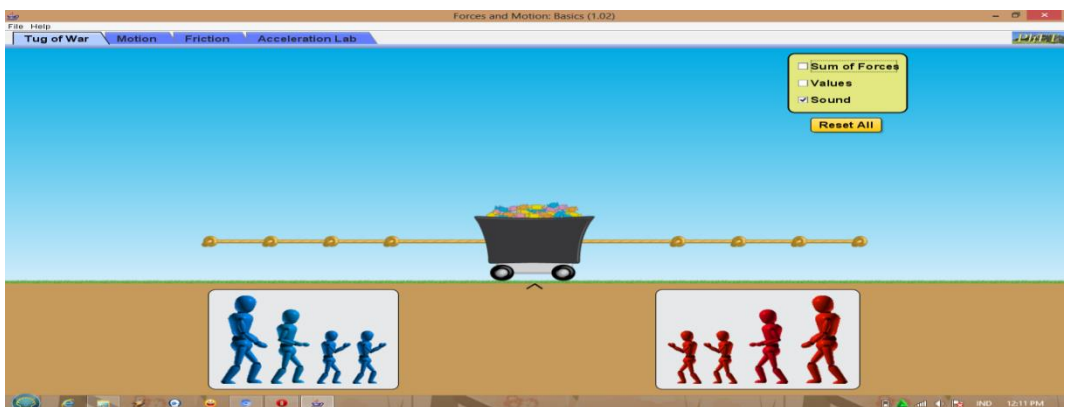 Forces and Motion: Basics (1.02)
File Help
Tug of War Motion Friction Acceleration Lab
Sum of Forces
Values
Sound
Reset All
IND 12:11 PM